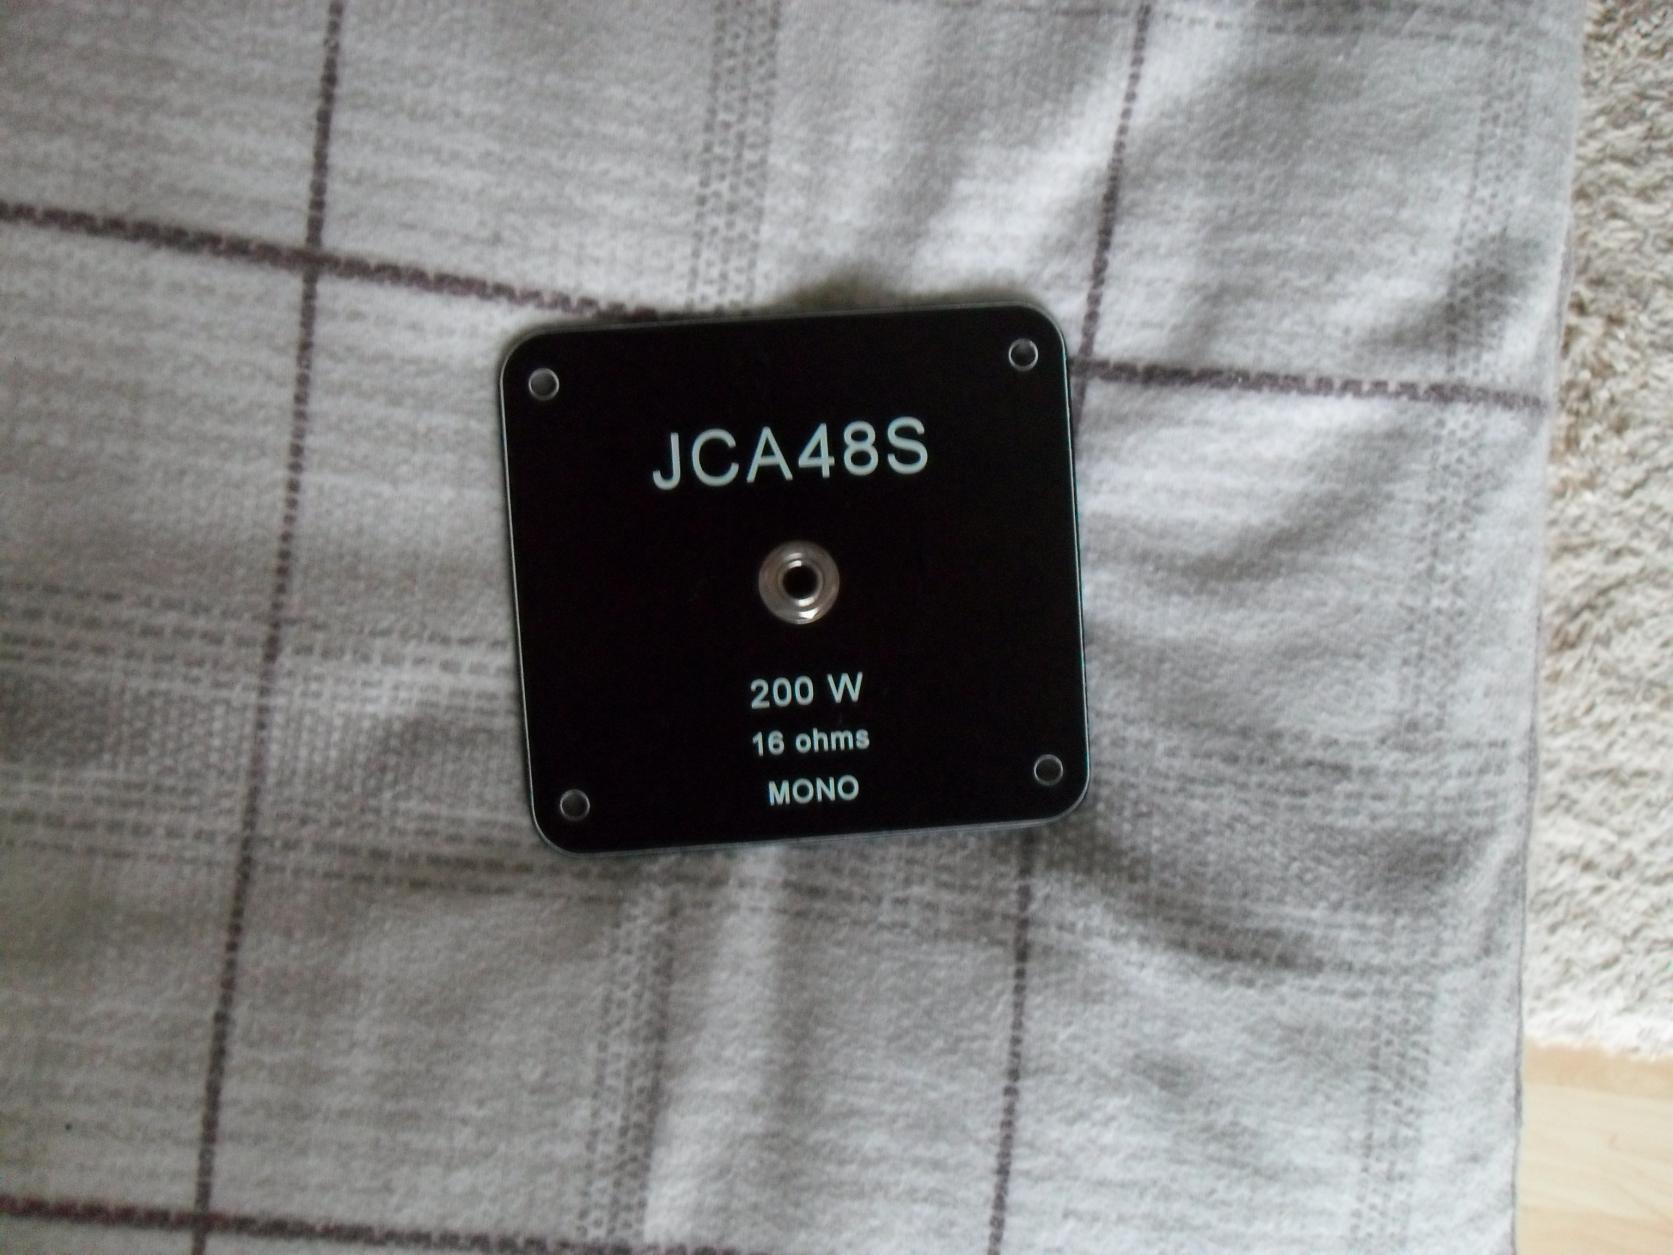 JCA48S
200 W
16 ohms
MONO